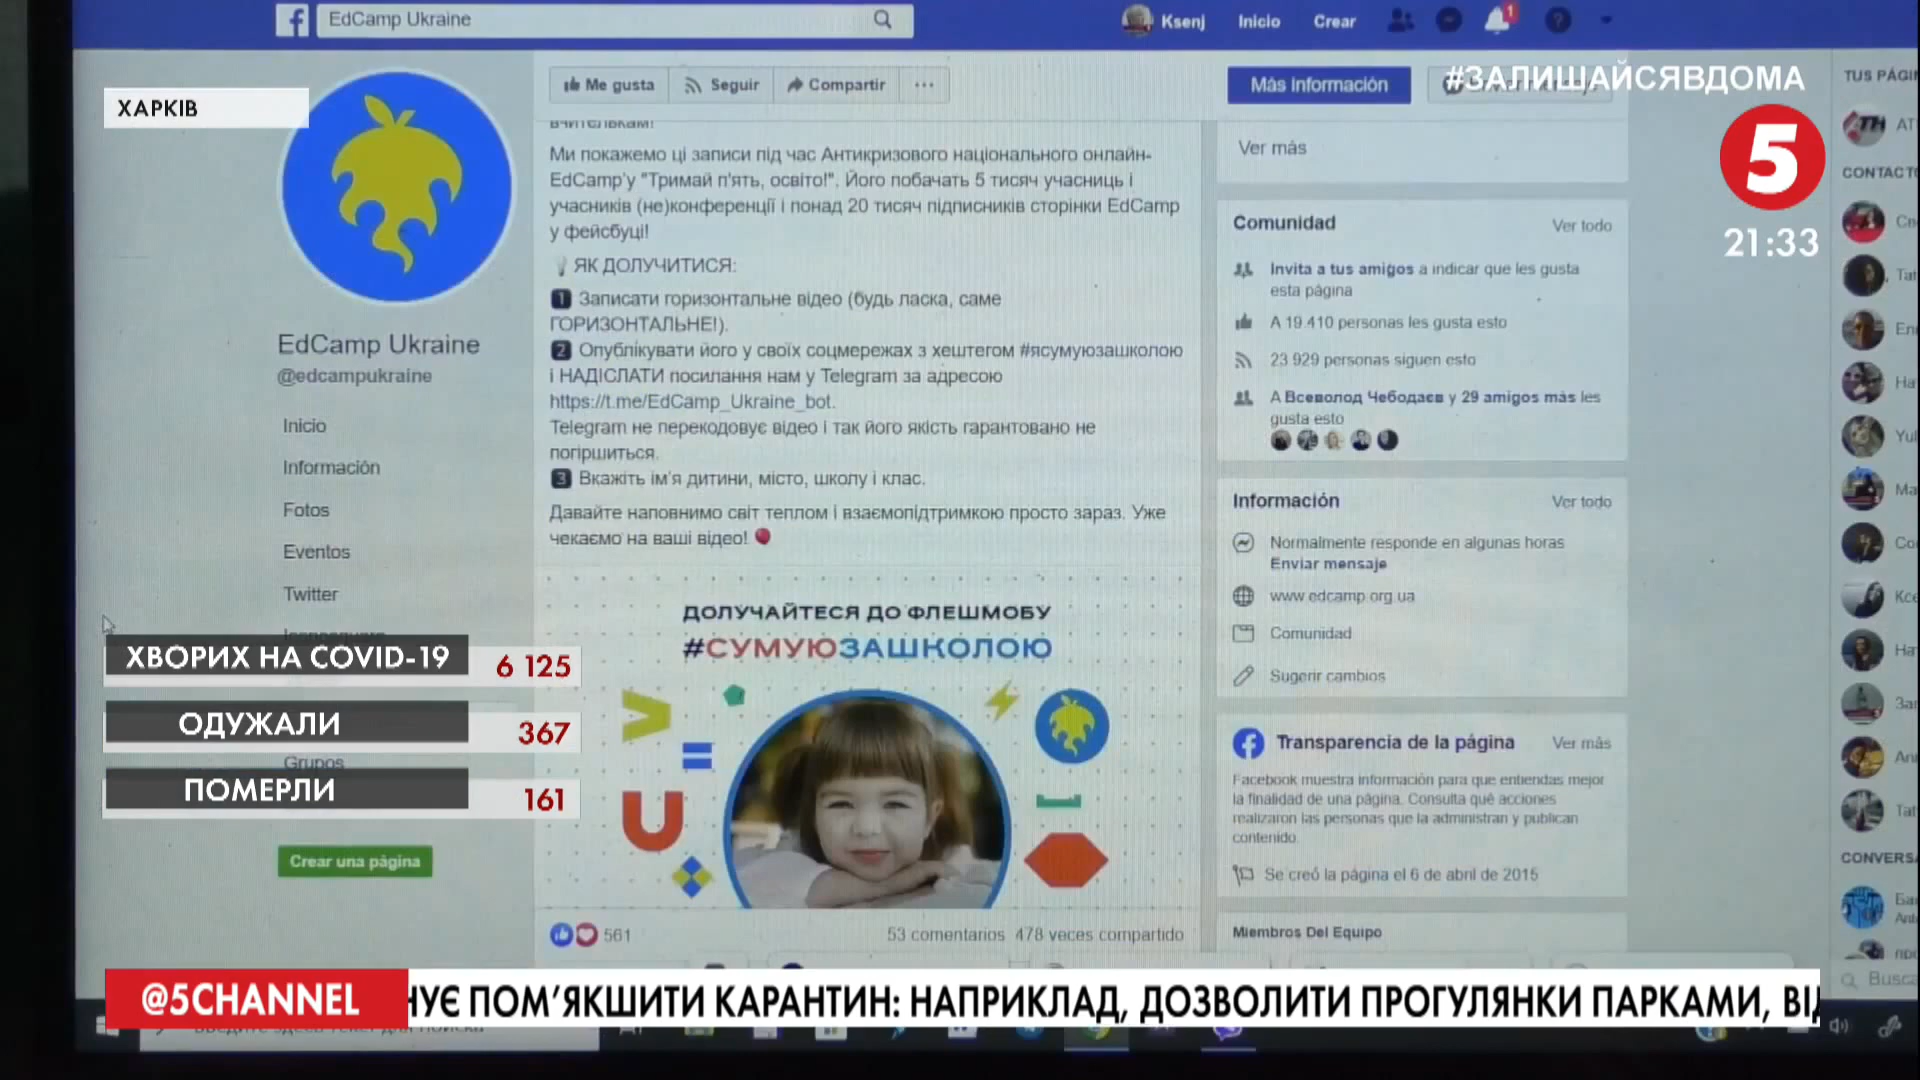 EdCamp Ukraine
Ksenj
Inicio
Crear
1
#ЗАЛИШАЙСЯВДОМА
ХАРКІВ
5
21:33
Me gusta
Seguir
Compartir
Más información
EdCamp Ukraine
@edcampukraine
Inicio
Información
Fotos
Eventos
Twitter
Grupos
Crear una página
вчителькам!
Ми покажемо ці записи під час Антикризового національного онлайн-
EdCamp'у "Тримай п'ять, освіто!". Його побачать 5 тисяч учасниць і
учасників (не)конференції і понад 20 тисяч підписників сторінки EdCamp
у фейсбуці!
ЯК ДОЛУЧИТИСЯ:
1 Записати горизонтальне відео (будь ласка, саме
ГОРИЗОНТАЛЬНЕ!).
2 Опублікувати його у своїх соцмережах з хештегом #ясумуюзашколою
і НАДІСЛАТИ посилання нам у Telegram за адресою
https://t.me/EdCamp_Ukraine_bot.
Telegram не перекодовує відео і так його якість гарантовано не
погіршиться.
3 Вкажіть ім'я дитини, місто, школу і клас.
Давайте наповнимо світ теплом і взаємопідтримкою просто зараз. Уже
чекаємо на ваші відео!
ДОЛУЧАЙТЕСЯ ДО ФЛЕШМОБУ
#СУМУЮЗАШКОЛОЮ
561
53 comentarios 478 veces compartido
Ver más
Comunidad
Ver todo
Invita a tus amigos a indicar que les gusta
esta página
A 19.410 personas les gusta esto
23 929 personas siguen esto
A Всеволод Чебодаєв y 29 amigos más les
gusta esto
Información
Ver todo
Normalmente responde en algunas horas
Enviar mensaje
www.edcamp.org.ua
Comunidad
Sugerir cambios
Transparencia de la página
Ver más
Facebook muestra información para que entiendas mejor
la finalidad de una página. Consulta qué acciones
realizaron las personas que la administran y publican
contenido.
Se creó la página el 6 de abril de 2015
Miembros Del Equipo
TUS PÁGIN
CONTACTO
CONVERSA
Busca
ХВОРИХ НА COVID-19
6 125
ОДУЖАЛИ
367
ПОМЕРЛИ
161
@5CHANNEL
НУЄ ПОМ'ЯКШИТИ КАРАНТИН: НАПРИКЛАД, ДОЗВОЛИТИ ПРОГУЛЯНКИ ПАРКАМИ, ВІД